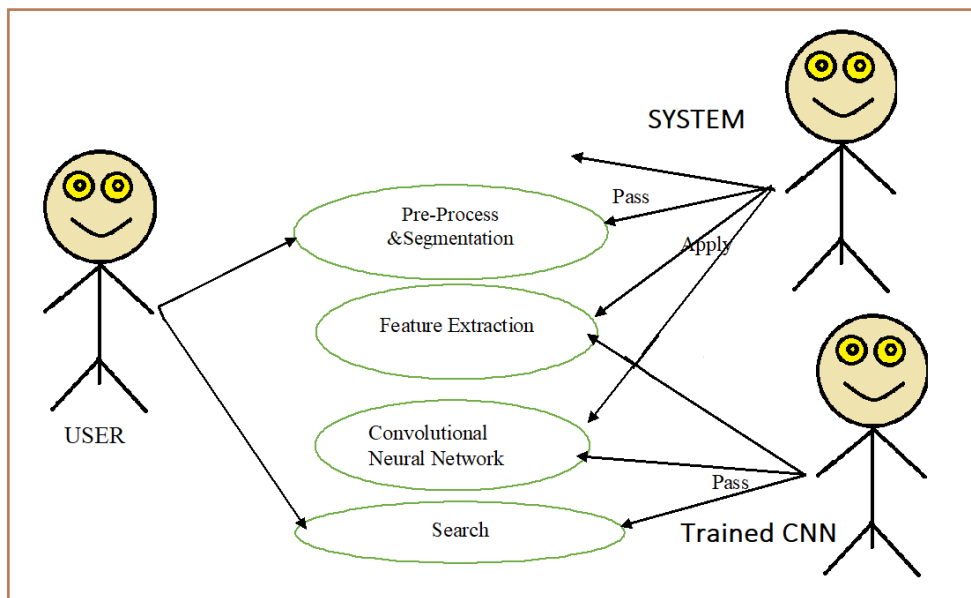 SYSTEM
Pass
Pre-Process
&Segmentation
Apply
Feature Extraction
USER
Convolutional
Neural Network
Pass
Search
Trained CNN